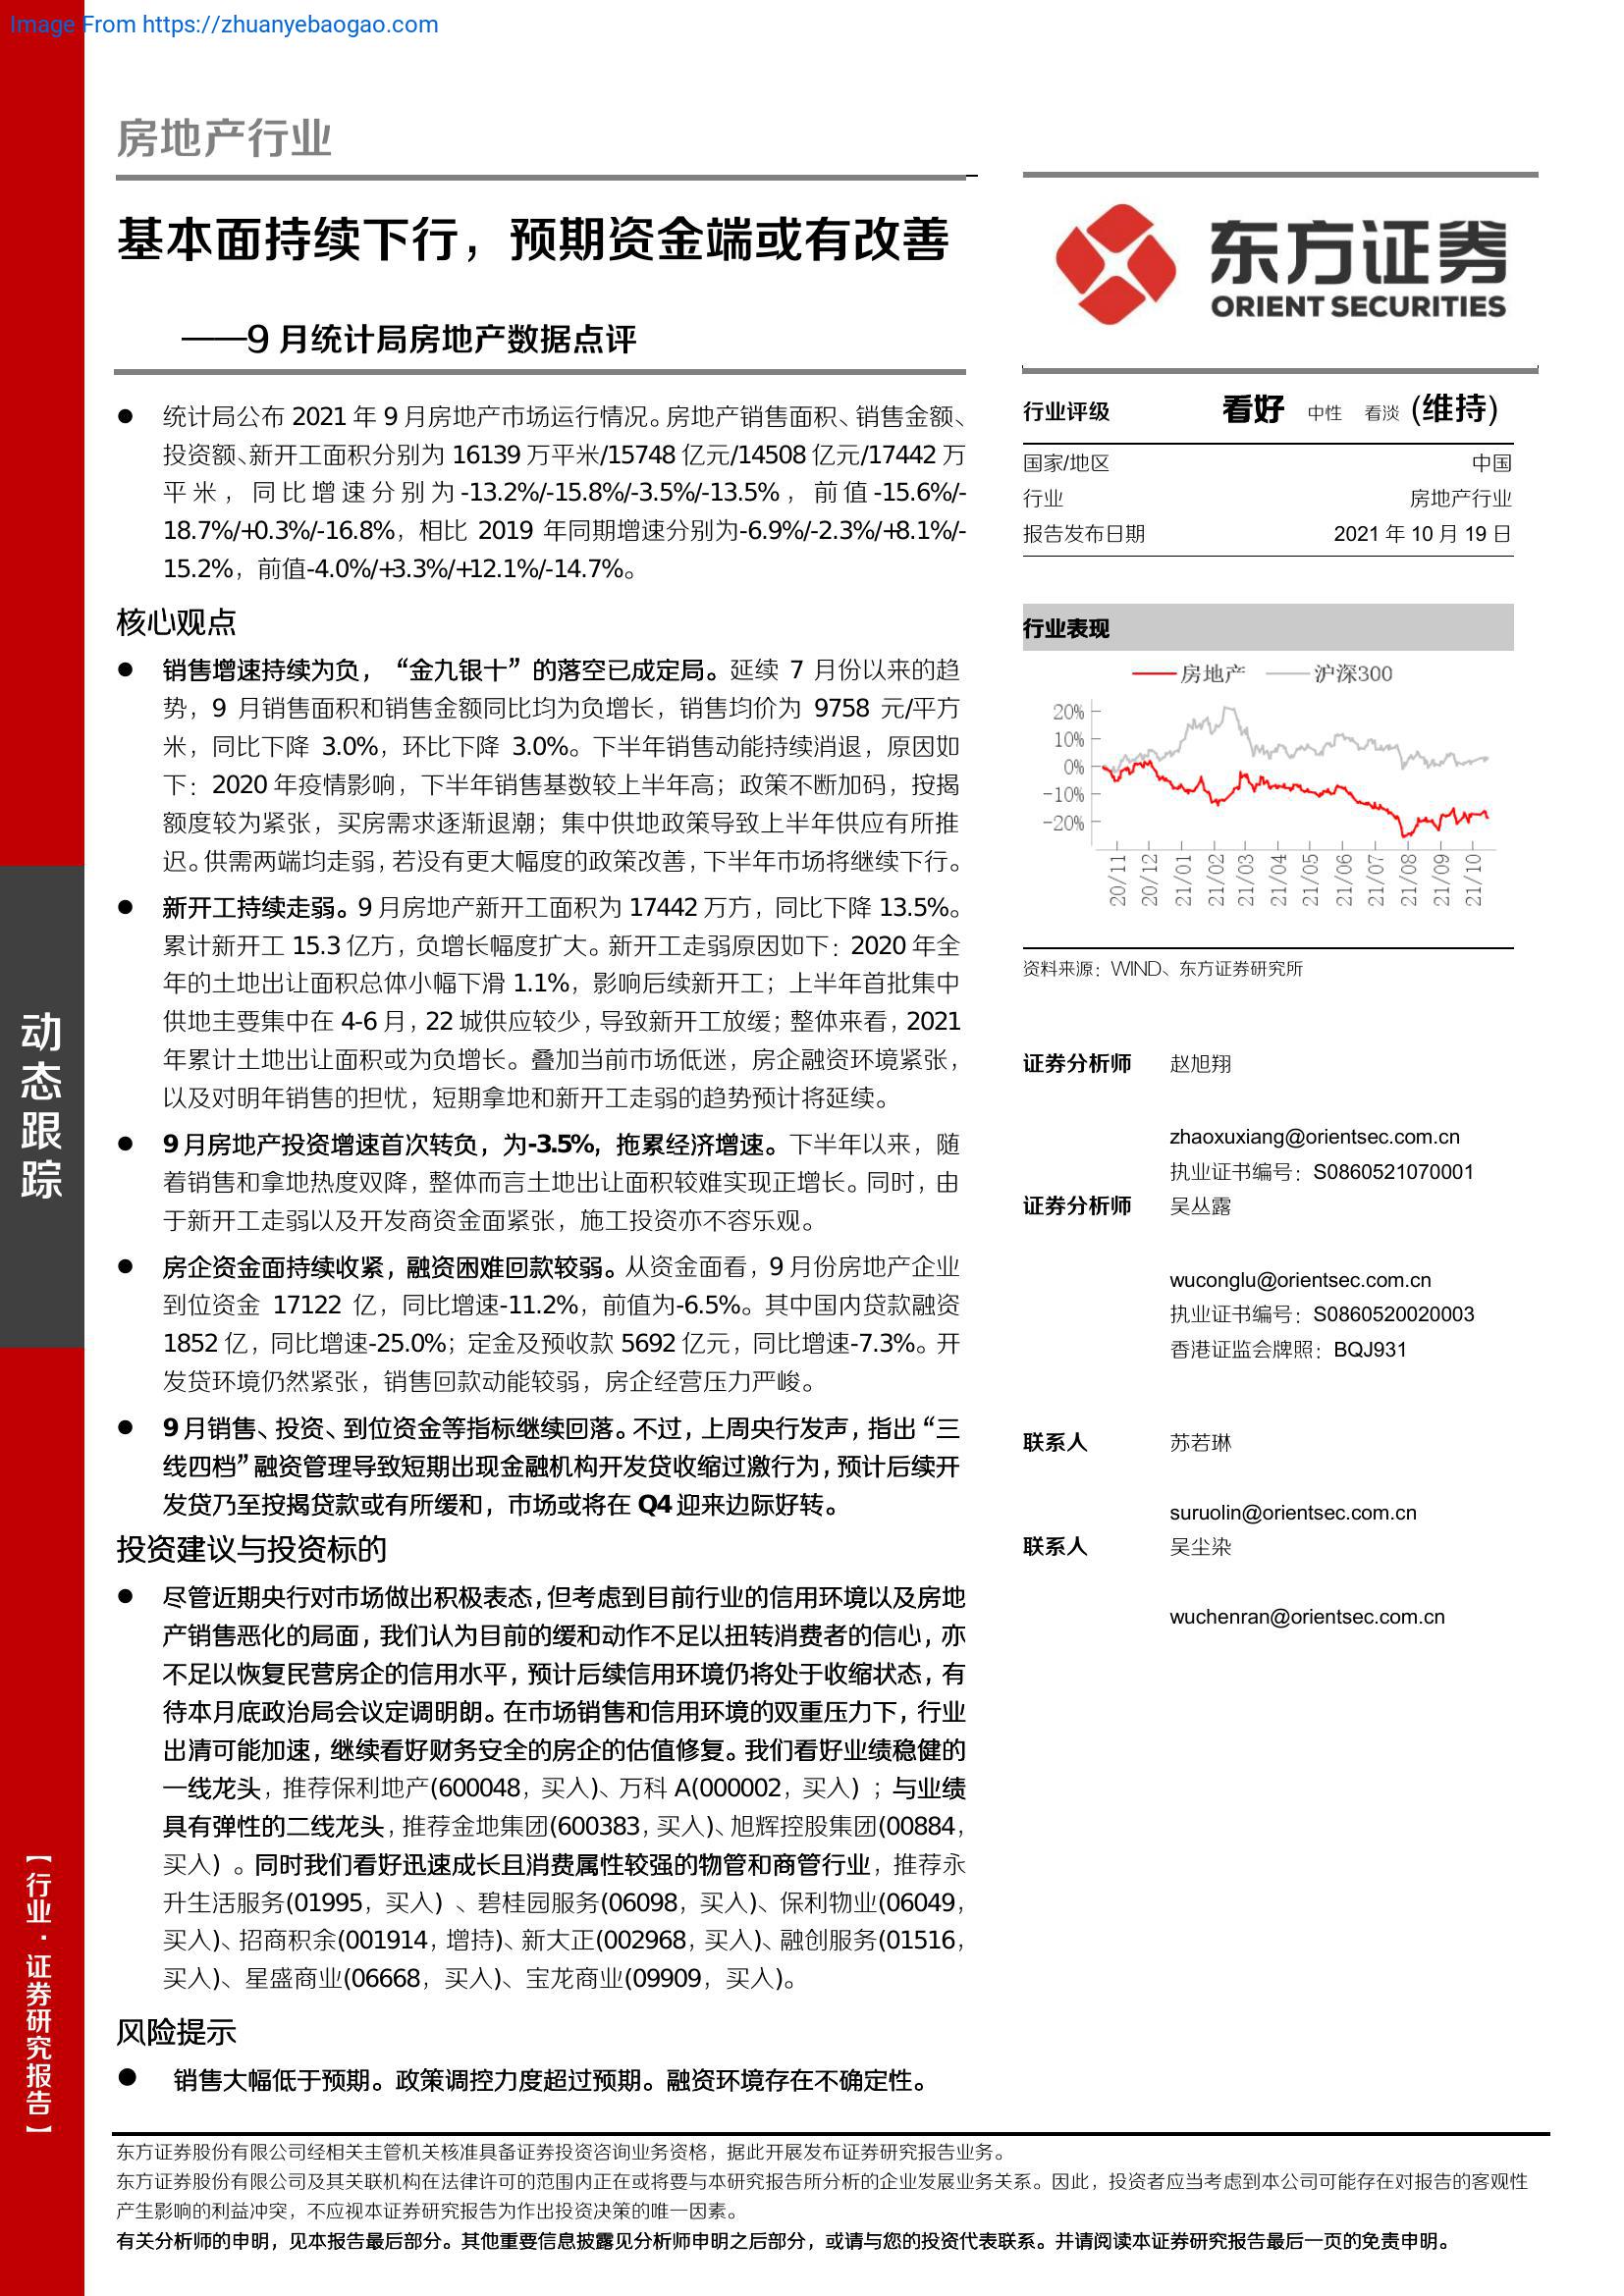 Image From https://zhuanyebaogao.com
房地产行业
基本面持续下行，预期资金端或有改善
——9 月统计局房地产数据点评
● 统计局公布 2021 年 9 月房地产市场运行情况。房地产销售面积、销售金额、
投资额、新开工面积分别为 16139 万平米/15748 亿元/14508 亿元/17442 万
平米，同比增速分别为-13.2%/-15.8%/-3.5%/-13.5%，前值-15.6%/-
18.7%/+0.3%/-16.8%，相比 2019 年同期增速分别为-6.9%/-2.3%/+8.1%/-
15.2%，前值-4.0%/+3.3%/+12.1%/-14.7%。
核心观点
● 销售增速持续为负，“金九银十”的落空已成定局。延续 7 月份以来的趋
势，9 月销售面积和销售金额同比均为负增长，销售均价为 9758 元/平方
米，同比下降 3.0%，环比下降 3.0%。下半年销售动能持续消退，原因如
下：2020 年疫情影响，下半年销售基数较上半年高；政策不断加码，按揭
额度较为紧张，买房需求逐渐退潮；集中供地政策导致上半年供应有所推
迟。供需两端均走弱，若没有更大幅度的政策改善，下半年市场将继续下行。
● 新开工持续走弱。9 月房地产新开工面积为 17442 万方，同比下降 13.5%。
累计新开工 15.3 亿方，负增长幅度扩大。新开工走弱原因如下：2020 年全
年的土地出让面积总体小幅下滑 1.1%，影响后续新开工；上半年首批集中
供地主要集中在 4-6 月，22 城供应较少，导致新开工放缓；整体来看，2021
年累计土地出让面积或为负增长。叠加当前市场低迷，房企融资环境紧张，
以及对明年销售的担忧，短期拿地和新开工走弱的趋势预计将延续。
● 9 月房地产投资增速首次转负，为-3.5%，拖累经济增速。下半年以来，随
着销售和拿地热度双降，整体而言土地出让面积较难实现正增长。同时，由
于新开工走弱以及开发商资金面紧张，施工投资亦不容乐观。
● 房企资金面持续收紧，融资困难回款较弱。从资金面看，9 月份房地产企业
到位资金 17122 亿，同比增速-11.2%，前值为-6.5%。其中国内贷款融资
1852 亿，同比增速-25.0%；定金及预收款 5692 亿元，同比增速-7.3%。开
发贷环境仍然紧张，销售回款动能较弱，房企经营压力严峻。
● 9 月销售、投资、到位资金等指标继续回落。不过，上周央行发声，指出“三
线四档”融资管理导致短期出现金融机构开发贷收缩过激行为，预计后续开
发贷乃至按揭贷款或有所缓和，市场或将在 Q4 迎来边际好转。
投资建议与投资标的
● 尽管近期央行对市场做出积极表态，但考虑到目前行业的信用环境以及房地
产销售恶化的局面，我们认为目前的缓和动作不足以扭转消费者的信心，亦
不足以恢复民营房企的信用水平，预计后续信用环境仍将处于收缩状态，有
待本月底政治局会议定调明朗。在市场销售和信用环境的双重压力下，行业
出清可能加速，继续看好财务安全的房企的估值修复。我们看好业绩稳健的
一线龙头，推荐保利地产(600048，买入)、万科 A(000002，买入) ；与业绩
具有弹性的二线龙头，推荐金地集团(600383，买入)、旭辉控股集团(00884，
买入) 。同时我们看好迅速成长且消费属性较强的物管和商管行业，推荐永
升生活服务(01995，买入) 、碧桂园服务(06098，买入)、保利物业(06049，
买入)、招商积余(001914，增持)、新大正(002968，买入)、融创服务(01516，
买入)、星盛商业(06668，买入)、宝龙商业(09909，买入)。
风险提示
● 销售大幅低于预期。政策调控力度超过预期。融资环境存在不确定性。
东方证券
ORIENT SECURITIES
行业评级 看好 中性 看淡 (维持)
国家/地区 中国
行业 房地产行业
报告发布日期 2021 年 10 月 19 日
行业表现
房地产 沪深300
20%
10%
0%
-10%
-20%
20/11 20/12 21/01 21/02 21/03 21/04 21/05 21/06 21/07 21/08 21/09 21/10
资料来源：WIND、东方证券研究所
证券分析师 赵旭翔
zhaoxuxiang@orientsec.com.cn
执业证书编号：S0860521070001
证券分析师 吴丛露
wuconglu@orientsec.com.cn
执业证书编号：S0860520020003
香港证监会牌照：BQJ931
联系人 苏若琳
suruolin@orientsec.com.cn
联系人 吴尘染
wuchenran@orientsec.com.cn
动态跟踪
【行业·证券研究报告】
东方证券股份有限公司经相关主管机关核准具备证券投资咨询业务资格，据此开展发布证券研究报告业务。
东方证券股份有限公司及其关联机构在法律许可的范围内正在或将要与本研究报告所分析的企业发展业务关系。因此，投资者应当考虑到本公司可能存在对报告的客观性
产生影响的利益冲突，不应视本证券研究报告为作出投资决策的唯一因素。
有关分析师的申明，见本报告最后部分。其他重要信息披露见分析师申明之后部分，或请与您的投资代表联系。并请阅读本证券研究报告最后一页的免责申明。